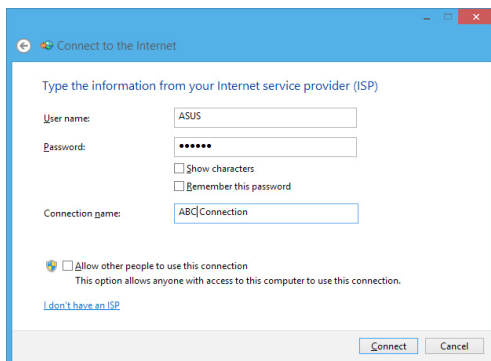 Connect to the Internet
Type the information from your Internet service provider (ISP)
User name: ASUS
Password: ••••••
Show characters
Remember this password
Connection name: ABC Connection
Allow other people to use this connection
This option allows anyone with access to this computer to use this connection.
I don't have an ISP
Connect Cancel